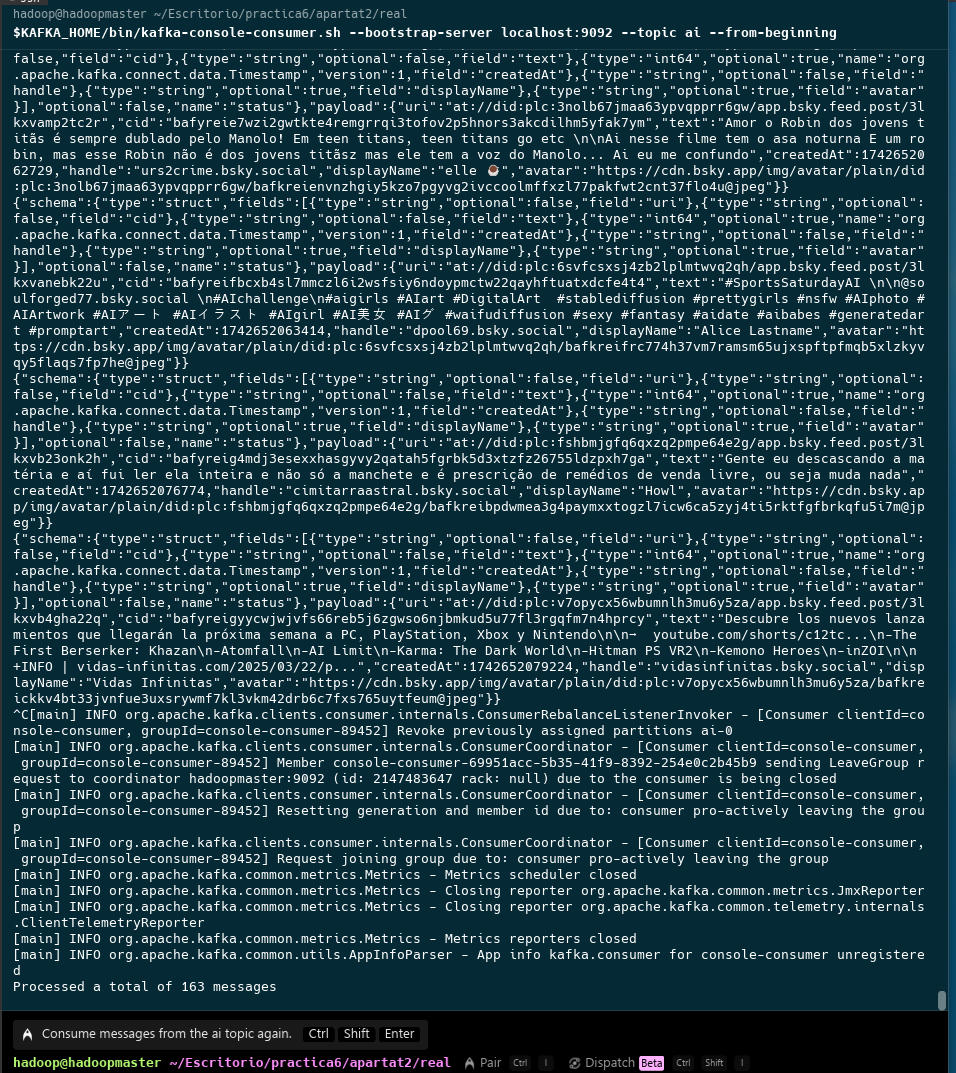 hadoop@hadoopmaster ~/Escritorio/practica6/apartat2/real
$KAFKA_HOME/bin/kafka-console-consumer.sh --bootstrap-server localhost:9092 --topic ai --from-beginning
false,"field":"cid"},{"type":"string","optional":false,"field":"text"},{"type":"int64","optional":true,"name":"org
.apache.kafka.connect.data.Timestamp","version":1,"field":"createdAt"},{"type":"string","optional":false,"field":"
handle"},{"type":"string","optional":true,"field":"displayName"},{"type":"string","optional":true,"field":"avatar"
}],"optional":false,"name":"status"},"payload":{"uri":"at://did:plc:3nolb67jmaa63ypvqpprr6gw/app.bsky.feed.post/3l
kxvamp2tc2r","cid":"bafyreie7wzi2gwtkte4remgrrqi3tofov2p5hnors3akcdilhm5yfak7ym","text":"Amor o Robin dos jovens t
itãs é sempre dublado pelo Manolo! Em teen titans, teen titans go etc \n\nAi nesse filme tem o asa noturna E um ro
bin, mas esse Robin não é dos jovens titãsz mas ele tem a voz do Manolo... Ai eu me confundo","createdAt":17426520
62729,"handle":"urs2crime.bsky.social","displayName":"elle ","avatar":"https://cdn.bsky.app/img/avatar/plain/did
:plc:3nolb67jmaa63ypvqpprr6gw/bafkreienvnzhgiy5kzo7pgyvg2ivccoolmffxzl77pakfwt2cnt37flo4u@jpeg"}}
{"schema":{"type":"struct","fields":[{"type":"string","optional":false,"field":"uri"},{"type":"string","optional":
false,"field":"cid"},{"type":"string","optional":false,"field":"text"},{"type":"int64","optional":true,"name":"org
.apache.kafka.connect.data.Timestamp","version":1,"field":"createdAt"},{"type":"string","optional":false,"field":"
handle"},{"type":"string","optional":true,"field":"displayName"},{"type":"string","optional":true,"field":"avatar"
}],"optional":false,"name":"status"},"payload":{"uri":"at://did:plc:6svfcsxsj4zb2lplmtwvq2qh/app.bsky.feed.post/3l
kxvanebk22u","cid":"bafyreifbcxb4sl7mmczl6i2wsfsiy6ndoypmctw22qayhftuatxdcfe4t4","text":"#SportsSaturdayAI \n\n@so
ulforged77.bsky.social \n#AIchallenge\n#aigirls #AIart #DigitalArt  #stablediffusion #prettygirls #nsfw #AIphoto #
AIArtwork #AIアート #AIイラスト #AIgirl #AI美女 #AIグ #waifudiffusion #sexy #fantasy #aidate #aibabes #generatedar
t #promptart","createdAt":1742652063414,"handle":"dpool69.bsky.social","displayName":"Alice Lastname","avatar":"ht
tps://cdn.bsky.app/img/avatar/plain/did:plc:6svfcsxsj4zb2lplmtwvq2qh/bafkreifrc774h37vm7ramsm65ujxspftpfmqb5xlzkyv
qy5flaqs7fp7he@jpeg"}}
{"schema":{"type":"struct","fields":[{"type":"string","optional":false,"field":"uri"},{"type":"string","optional":
false,"field":"cid"},{"type":"string","optional":false,"field":"text"},{"type":"int64","optional":true,"name":"org
.apache.kafka.connect.data.Timestamp","version":1,"field":"createdAt"},{"type":"string","optional":false,"field":"
handle"},{"type":"string","optional":true,"field":"displayName"},{"type":"string","optional":true,"field":"avatar"
}],"optional":false,"name":"status"},"payload":{"uri":"at://did:plc:fshbmjgfq6qxzq2pmpe64e2g/app.bsky.feed.post/3l
kxvb23onk2h","cid":"bafyreig4mdj3esexxhasgyvy2qatah5fgrbk5d3xtzfz26755ldzpxh7ga","text":"Gente eu descascando a ma
téria e aí fui ler ela inteira e não só a manchete e é prescrição de remédios de venda livre, ou seja muda nada","
createdAt":1742652076774,"handle":"cimitarraastral.bsky.social","displayName":"Howl","avatar":"https://cdn.bsky.ap
p/img/avatar/plain/did:plc:fshbmjgfq6qxzq2pmpe64e2g/bafkreibpdwmea3g4paymxxtogzl7icw6ca5zyj4ti5rktfgfbrkqfu5i7m@jp
eg"}}
{"schema":{"type":"struct","fields":[{"type":"string","optional":false,"field":"uri"},{"type":"string","optional":
false,"field":"cid"},{"type":"string","optional":false,"field":"text"},{"type":"int64","optional":true,"name":"org
.apache.kafka.connect.data.Timestamp","version":1,"field":"createdAt"},{"type":"string","optional":false,"field":"
handle"},{"type":"string","optional":true,"field":"displayName"},{"type":"string","optional":true,"field":"avatar"
}],"optional":false,"name":"status"},"payload":{"uri":"at://did:plc:v7opycx56wbumnlh3mu6y5za/app.bsky.feed.post/3l
kxvb4gha22q","cid":"bafyreigyycwjwjvfs66reb5j6zgwso6njbmkud5u77fl3rgqfm7n4hprcy","text":"Descubre los nuevos lanza
mientos que llegarán la próxima semana a PC, PlayStation, Xbox y Nintendo\n\n→  youtube.com/shorts/c12tc...\n-The
First Berserker: Khazan\n-Atomfall\n-AI Limit\n-Karma: The Dark World\n-Hitman PS VR2\n-Kemono Heroes\n-inZOI\n\n
+INFO | vidas-infinitas.com/2025/03/22/p...","createdAt":1742652079224,"handle":"vidasinfinitas.bsky.social","disp
layName":"Vidas Infinitas","avatar":"https://cdn.bsky.app/img/avatar/plain/did:plc:v7opycx56wbumnlh3mu6y5za/bafkre
ickkv4bt33jvnfue3uxsrywmf7kl3vkm42drb6c7fxs765uytfeum@jpeg"}}
^C[main] INFO org.apache.kafka.clients.consumer.internals.ConsumerRebalanceListenerInvoker - [Consumer clientId=co
nsole-consumer, groupId=console-consumer-89452] Revoke previously assigned partitions ai-0
[main] INFO org.apache.kafka.clients.consumer.internals.ConsumerCoordinator - [Consumer clientId=console-consumer,
 groupId=console-consumer-89452] Member console-consumer-69951acc-5b35-41f9-8392-254e0c2b45b9 sending LeaveGroup r
equest to coordinator hadoopmaster:9092 (id: 2147483647 rack: null) due to the consumer is being closed
[main] INFO org.apache.kafka.clients.consumer.internals.ConsumerCoordinator - [Consumer clientId=console-consumer,
 groupId=console-consumer-89452] Resetting generation and member id due to: consumer pro-actively leaving the grou
p
[main] INFO org.apache.kafka.clients.consumer.internals.ConsumerCoordinator - [Consumer clientId=console-consumer,
 groupId=console-consumer-89452] Request joining group due to: consumer pro-actively leaving the group
[main] INFO org.apache.kafka.common.metrics.Metrics - Metrics scheduler closed
[main] INFO org.apache.kafka.common.metrics.Metrics - Closing reporter org.apache.kafka.common.metrics.JmxReporter
[main] INFO org.apache.kafka.common.metrics.Metrics - Closing reporter org.apache.kafka.common.telemetry.internals
.ClientTelemetryReporter
[main] INFO org.apache.kafka.common.metrics.Metrics - Metrics reporters closed
[main] INFO org.apache.kafka.common.utils.AppInfoParser - App info kafka.consumer for console-consumer unregistere
d
Processed a total of 163 messages
Consume messages from the ai topic again. Ctrl Shift Enter
hadoop@hadoopmaster ~/Escritorio/practica6/apartat2/real Pair Ctrl I Dispatch Beta Ctrl Shift I